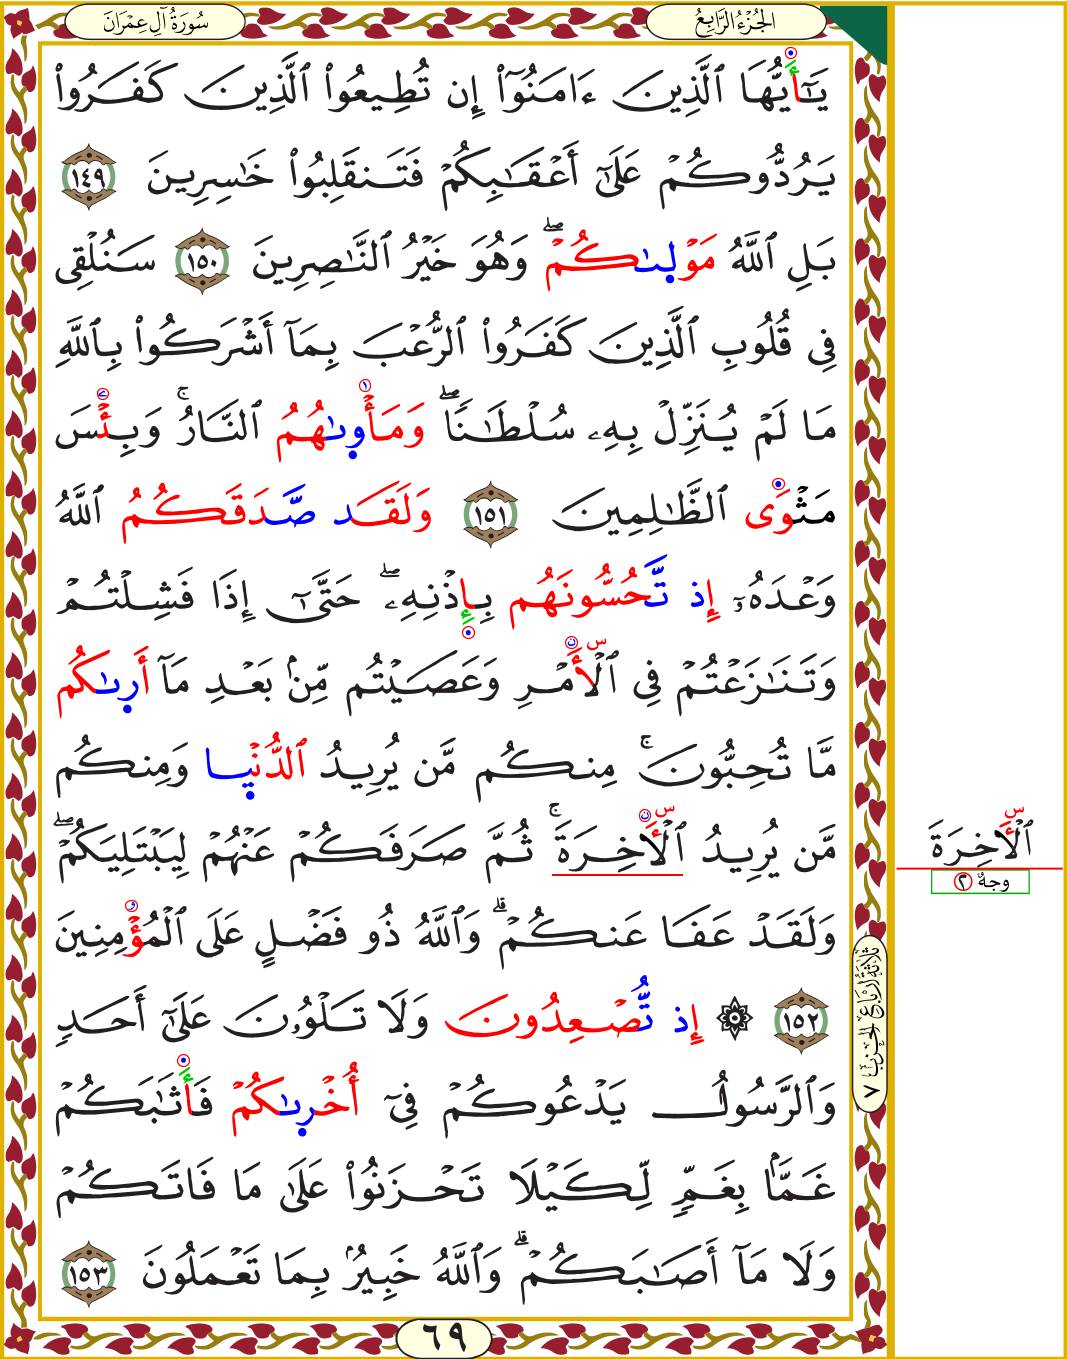 سُورَةُ آلِ عِمْرَانَ
الجُزْءُ الرَّابِعُ
يَـٰٓأَيُّهَا ٱلَّذِينَ ءَامَنُوٓا۟ إِن تُطِيعُوا۟ ٱلَّذِينَ كَفَرُوا۟
يَرُدُّوكُمْ عَلَىٰٓ أَعْقَـٰبِكُمْ فَتَنقَلِبُوا۟ خَـٰسِرِينَ ١٤٩
بَلِ ٱللَّهُ مَوْلَىٰكُمْ ۖ وَهُوَ خَيْرُ ٱلنَّـٰصِرِينَ ١٥٠ سَنُلْقِى
فِى قُلُوبِ ٱلَّذِينَ كَفَرُوا۟ ٱلرُّعْبَ بِمَآ أَشْرَكُوا۟ بِٱللَّهِ
مَا لَمْ يُنَزِّلْ بِهِۦ سُلْطَـٰنًا ۖ وَمَأْوَىٰهُمُ ٱلنَّارُ ۚ وَبِئْسَ
مَثْوَى ٱلظَّـٰلِمِينَ ١٥١ وَلَقَد صَّدَقَكُمُ ٱللَّهُ
وَعْدَهُۥٓ إِذ تَّحُسُّونَهُم بِإِذْنِهِۦ ۖ حَتَّىٰٓ إِذَا فَشِلْتُمْ
وَتَنَـٰزَعْتُمْ فِى ٱلْأَمْرِ وَعَصَيْتُم مِّنۢ بَعْدِ مَآ أَرَىٰكُم
مَّا تُحِبُّونَ ۚ مِنكُم مَّن يُرِيدُ ٱلدُّنْيَا وَمِنكُم
مَّن يُرِيدُ ٱلْـَٔاخِرَةَ ۚ ثُمَّ صَرَفَكُمْ عَنْهُمْ لِيَبْتَلِيَكُمْ ۖ
وَلَقَدْ عَفَا عَنكُمْ ۗ وَٱللَّهُ ذُو فَضْلٍ عَلَى ٱلْمُؤْمِنِينَ
١٥٢ ۞ إِذ تُّصْعِدُونَ وَلَا تَلْوُۥنَ عَلَىٰٓ أَحَدٍ
وَٱلرَّسُولُ يَدْعُوكُمْ فِىٓ أُخْرَىٰكُمْ فَأَثَـٰبَكُمْ
غَمًّۢا بِغَمٍّ لِّكَيْلَا تَحْزَنُوا۟ عَلَىٰ مَا فَاتَكُمْ
وَلَا مَآ أَصَـٰبَكُمْ ۗ وَٱللَّهُ خَبِيرٌۢ بِمَا تَعْمَلُونَ ١٥٣
ٱلْـَٔاخِرَةَ
وجهٌ ٢
ثلاثة أرباع الحزب ٧
٦٩